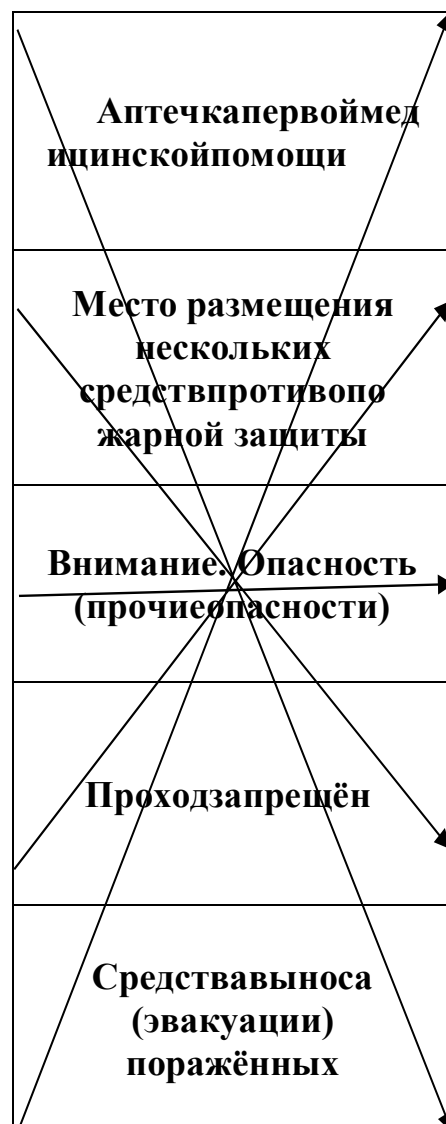 Аптечкапервоймед
ицинскойпомощи
Место размещения
нескольких
средствпротивопо
жарной защиты
Внимание. Опасность
(прочиеопасности)
Проходзапрещён
Средствавыноса
(эвакуации)
поражённых